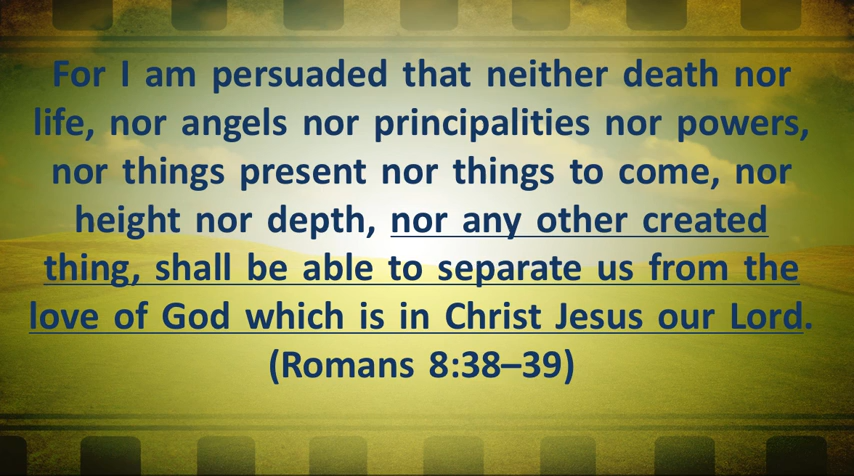 For I am persuaded that neither death nor
life, nor angels nor principalities nor powers,
nor things present nor things to come, nor
height nor depth, nor any other created
thing, shall be able to separate us from the
love of God which is in Christ Jesus our Lord.
(Romans 8:38–39)